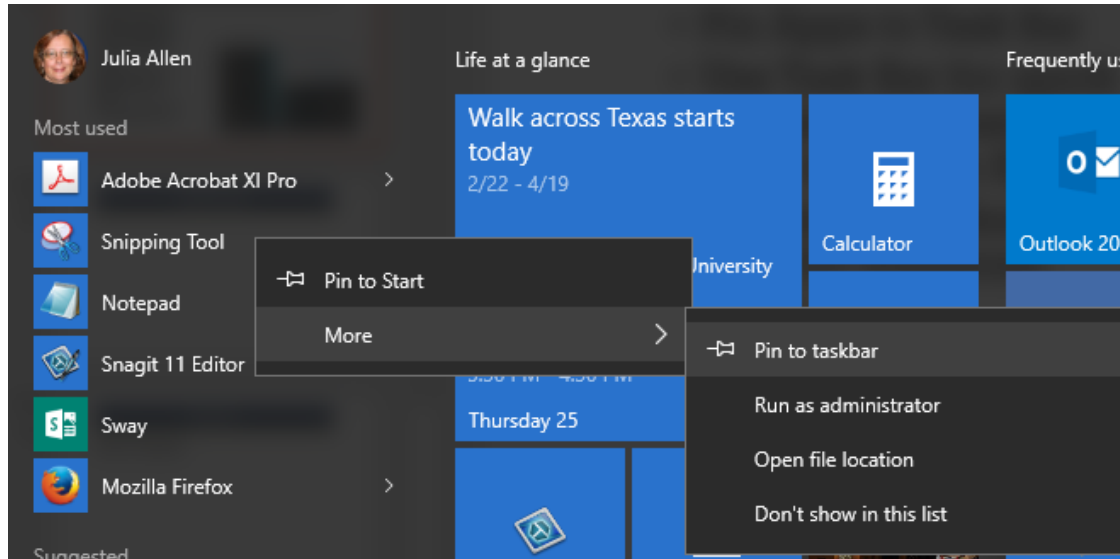 Julia Allen
Most used
Adobe Acrobat XI Pro
Snipping Tool
Notepad
Snagit 11 Editor
Sway
Mozilla Firefox
Suggested
Pin to Start
More
Pin to taskbar
Run as administrator
Open file location
Don't show in this list
Life at a glance
Walk across Texas starts
today
2/22 - 4/19
University
Thursday 25
Calculator
Frequently
Outlook 20